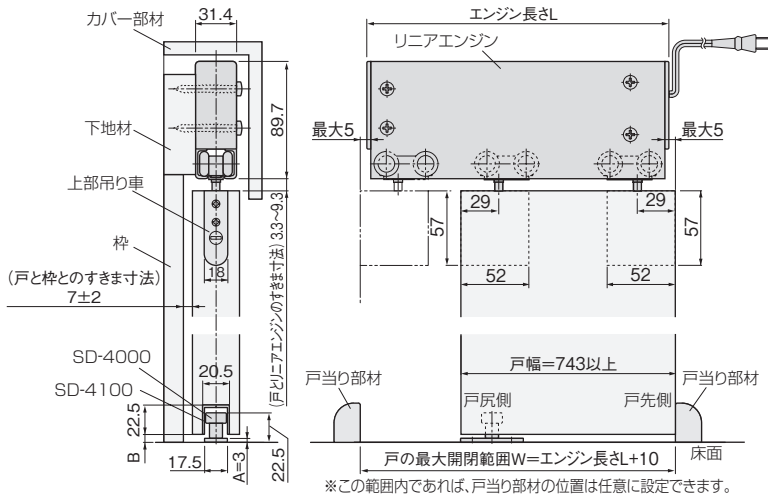 カバー部材
31.4
エンジン長さL
リニアエンジン
下地材
89.7
最大5
最大5
上部吊り車
枠
29
29
57
57
18
(戸とリニアエンジンのすきま寸法) 3.3~9.3
52
52
(戸と枠とのすきま寸法)
7±2
戸幅=743以上
SD-4000
SD-4100
20.5
戸当り部材
戸尻側
戸先側
戸当り部材
22.5
B
17.5
A=3
22.5
床面
戸の最大開閉範囲W=エンジン長さL+10
※この範囲内であれば、戸当り部材の位置は任意に設定できます。